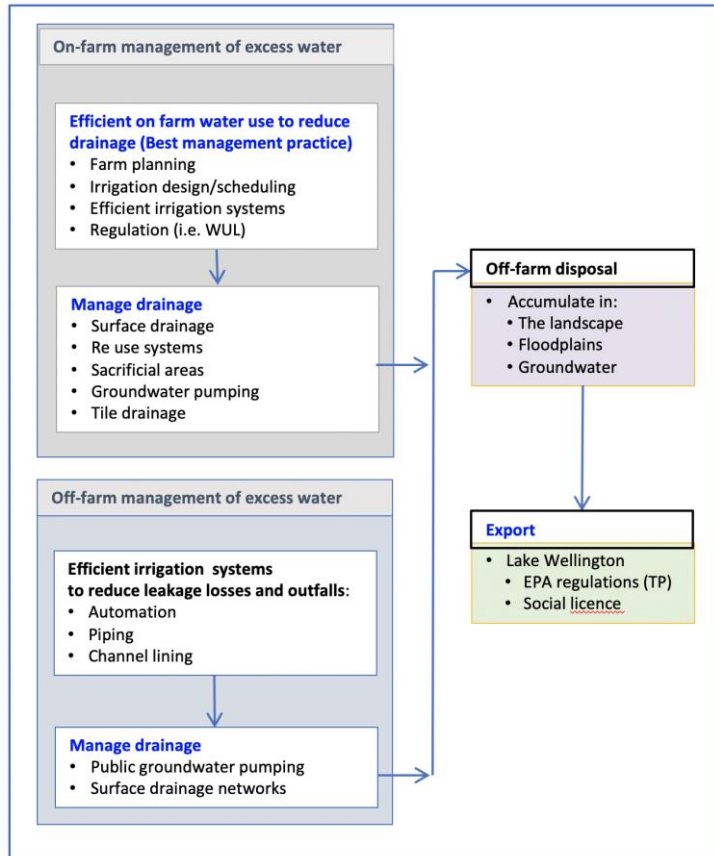 On-farm management of excess water
Efficient on farm water use to reduce
drainage (Best management practice)
• Farm planning
• Irrigation design/scheduling
• Efficient irrigation systems
• Regulation (i.e. WUL)
Manage drainage
• Surface drainage
• Re use systems
• Sacrificial areas
• Groundwater pumping
• Tile drainage
Off-farm management of excess water
Efficient irrigation systems
to reduce leakage losses and outfalls:
• Automation
• Piping
• Channel lining
Manage drainage
• Public groundwater pumping
• Surface drainage networks
Off-farm disposal
• Accumulate in:
• The landscape
• Floodplains
• Groundwater
Export
• Lake Wellington
• EPA regulations (TP)
• Social licence